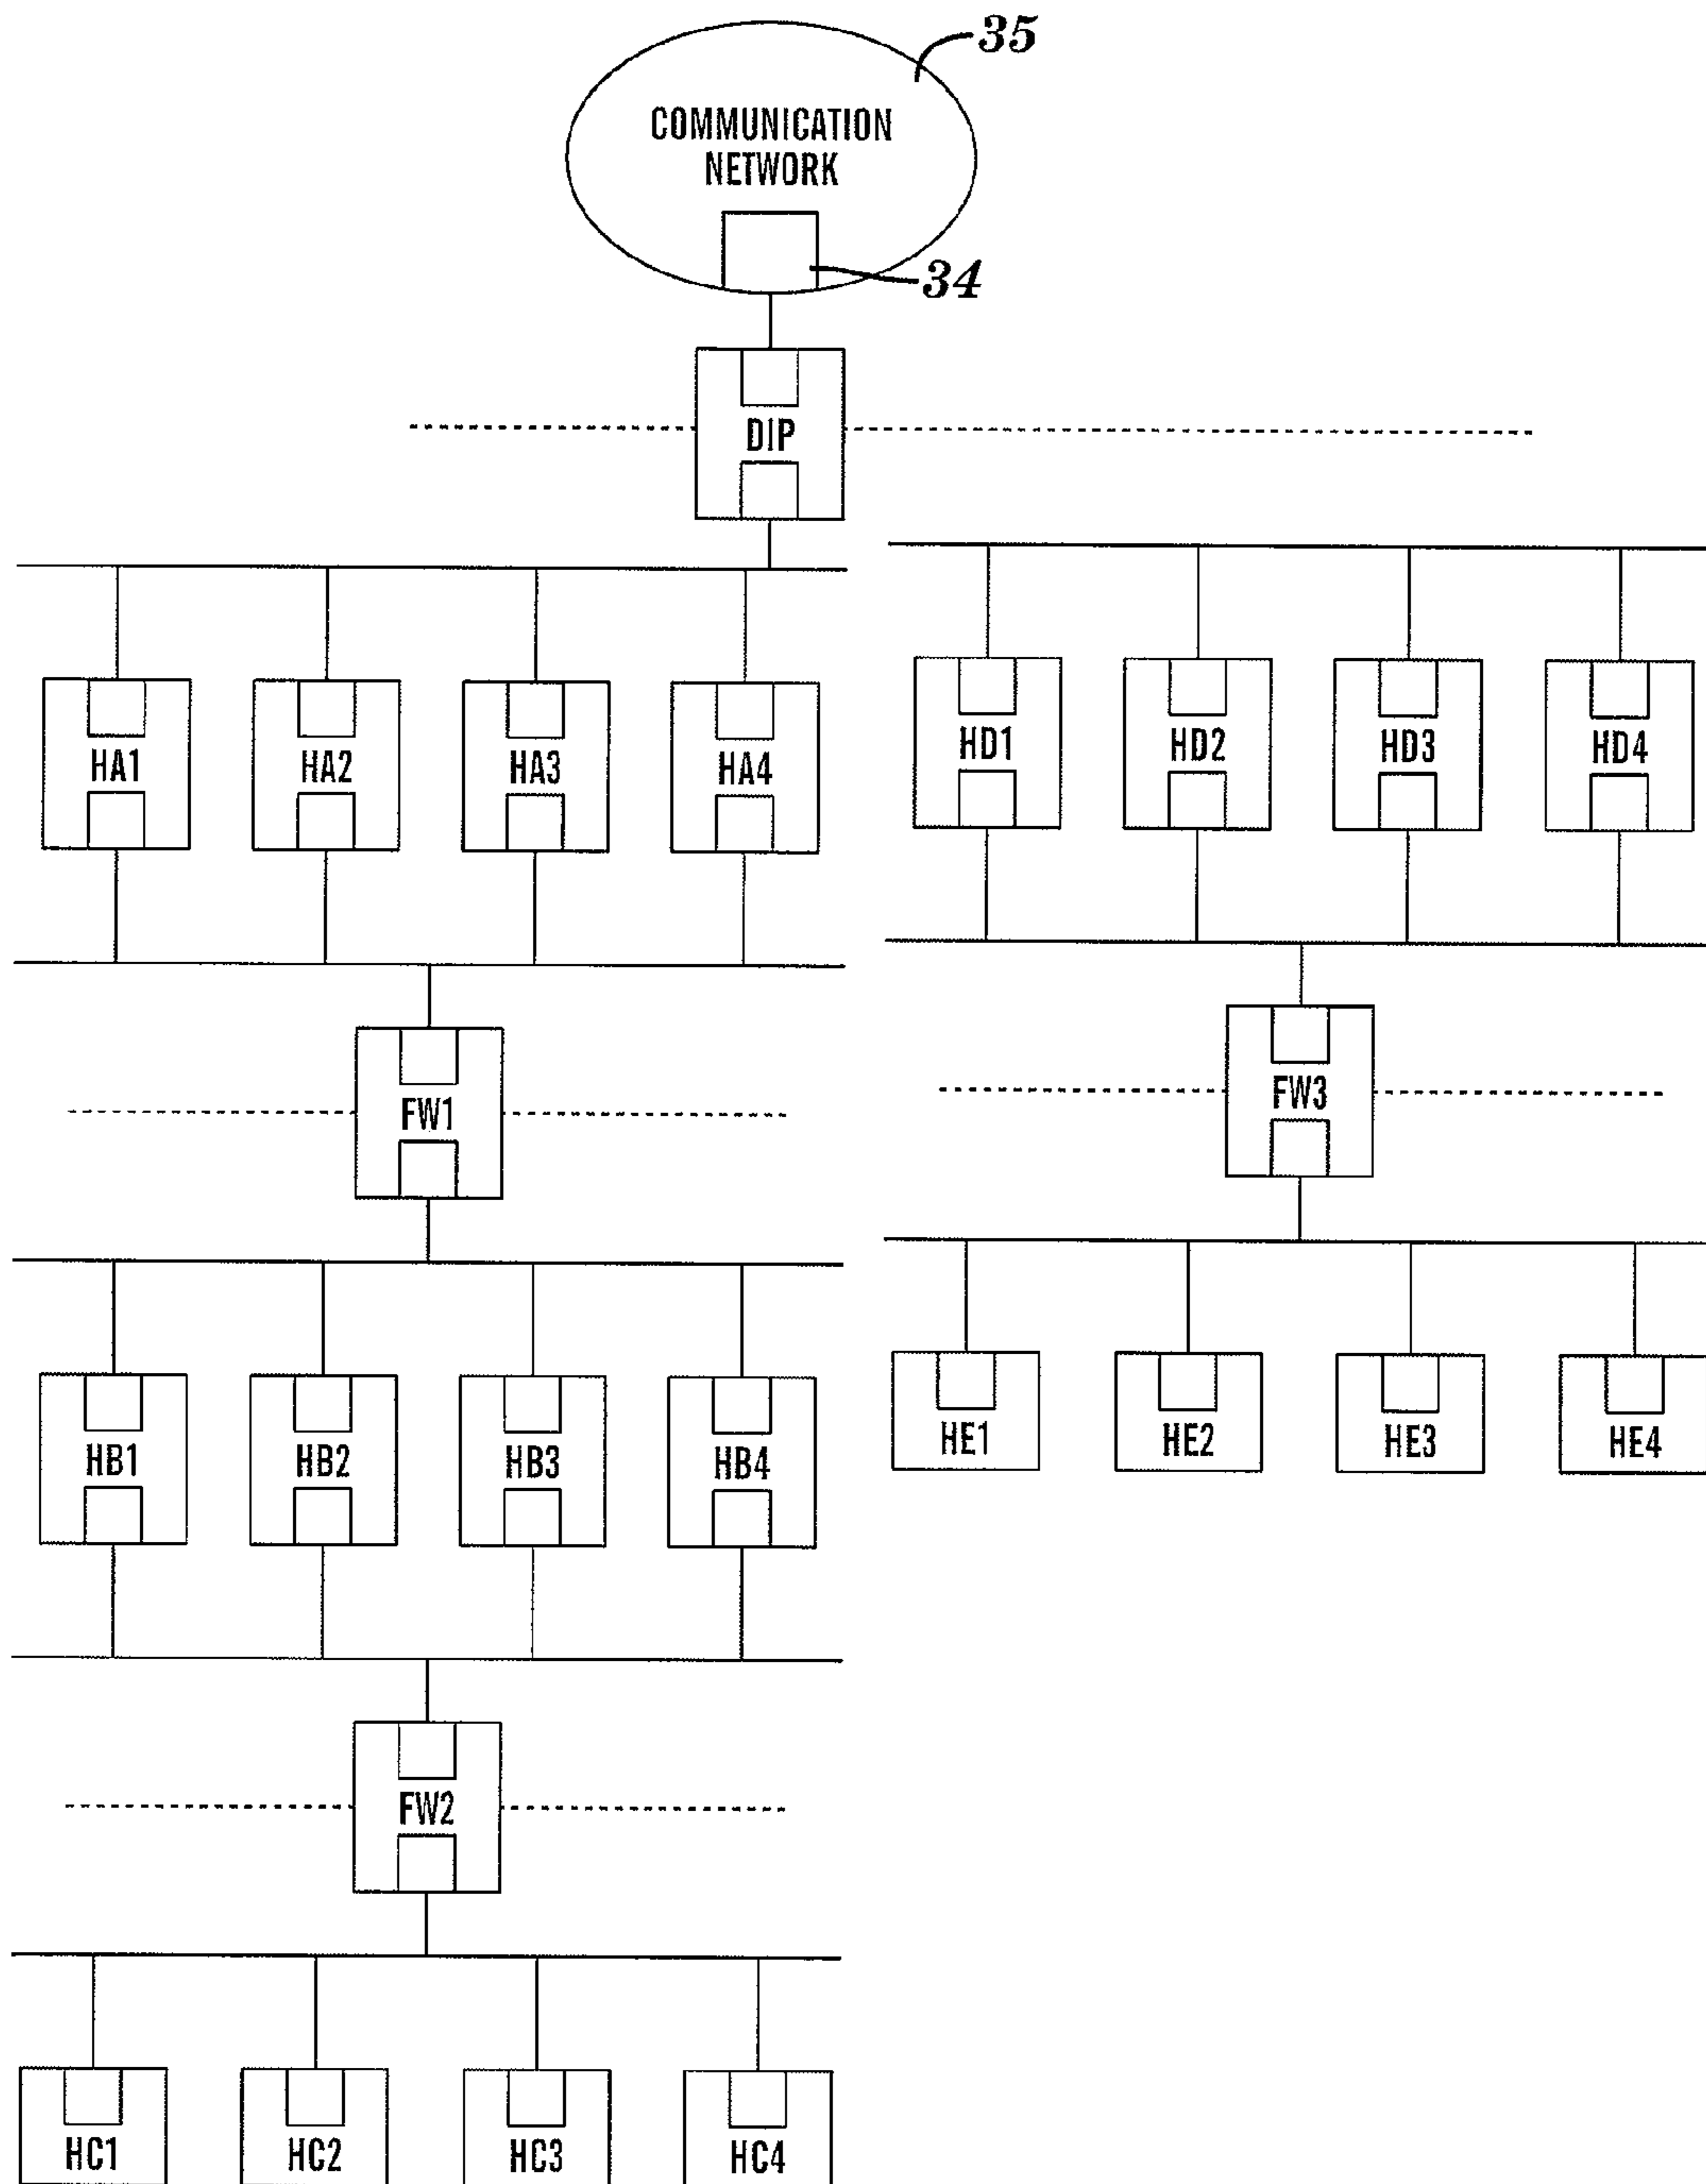 35
COMMUNICATION
NETWORK
34
DIP
HA1 HA2 HA3 HA4 HD1 HD2 HD3 HD4
FW1 FW3
HB1 HB2 HB3 HB4 HE1 HE2 HE3 HE4
FW2
HC1 HC2 HC3 HC4